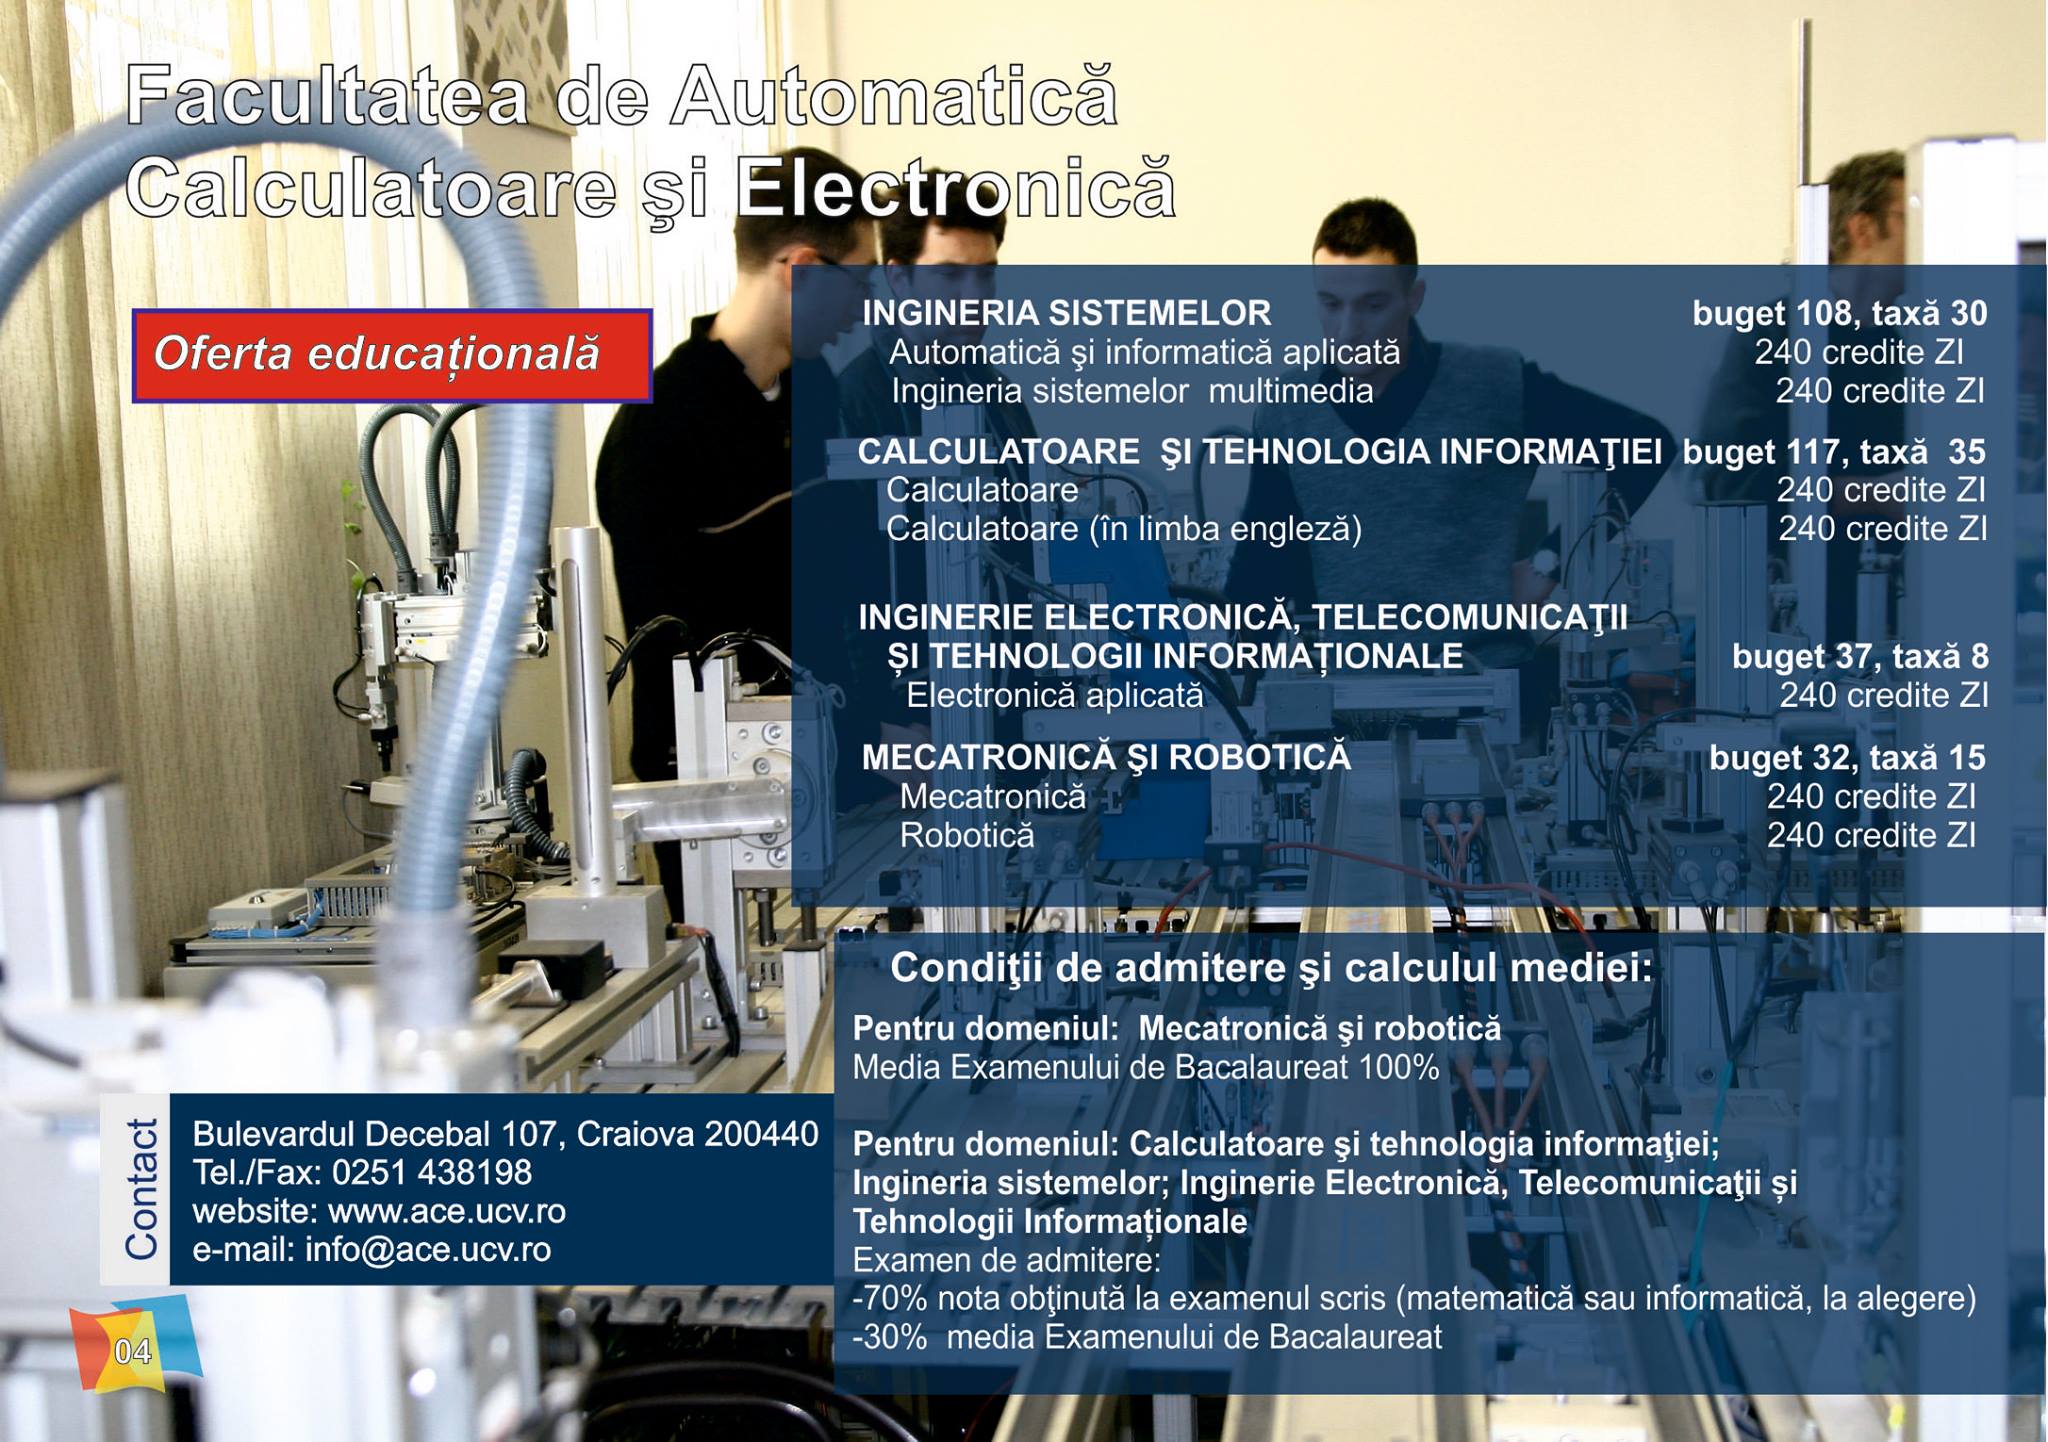 Facultatea de Automatică
Calculatoare şi Electronică
Oferta educațională
INGINERIA SISTEMELOR buget 108, taxă 30
Automatică şi informatică aplicată 240 credite ZI
Ingineria sistemelor multimedia 240 credite ZI
CALCULATOARE ŞI TEHNOLOGIA INFORMAŢIEI buget 117, taxă 35
Calculatoare 240 credite ZI
Calculatoare (în limba engleză) 240 credite ZI
INGINERIE ELECTRONICĂ, TELECOMUNICAŢII
ȘI TEHNOLOGII INFORMAȚIONALE buget 37, taxă 8
Electronică aplicată 240 credite ZI
MECATRONICĂ ŞI ROBOTICĂ buget 32, taxă 15
Mecatronică 240 credite ZI
Robotică 240 credite ZI
Condiţii de admitere şi calculul mediei:
Pentru domeniul: Mecatronică şi robotică
Media Examenului de Bacalaureat 100%
Pentru domeniul: Calculatoare şi tehnologia informaţiei;
Ingineria sistemelor; Inginerie Electronică, Telecomunicaţii și
Tehnologii Informaționale
Examen de admitere:
-70% nota obţinută la examenul scris (matematică sau informatică, la alegere)
-30% media Examenului de Bacalaureat
Contact
Bulevardul Decebal 107, Craiova 200440
Tel./Fax: 0251 438198
website: www.ace.ucv.ro
e-mail: info@ace.ucv.ro
04